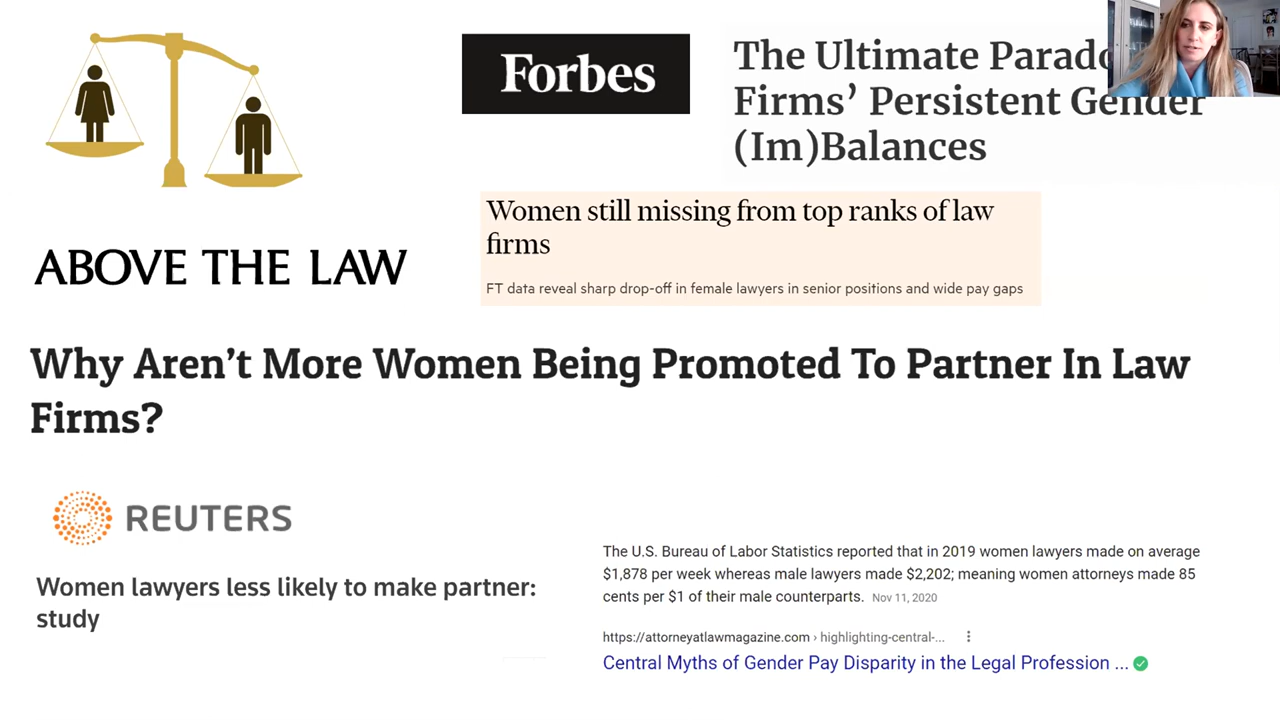 Forbes
The Ultimate
Firms’ Persistent Gender
(Im)Balances
Women still missing from top ranks of law
firms
FT data reveal sharp drop-off in female lawyers in senior positions and wide pay gaps
ABOVE THE LAW
Why Aren’t More Women Being Promoted To Partner In Law
Firms?
REUTERS
Women lawyers less likely to make partner:
study
The U.S. Bureau of Labor Statistics reported that in 2019 women lawyers made on average
$1,878 per week whereas male lawyers made $2,202; meaning women attorneys made 85
cents per $1 of their male counterparts. Nov 11, 2020
https://attorneyatlawmagazine.com › highlighting-central-...
Central Myths of Gender Pay Disparity in the Legal Profession ...